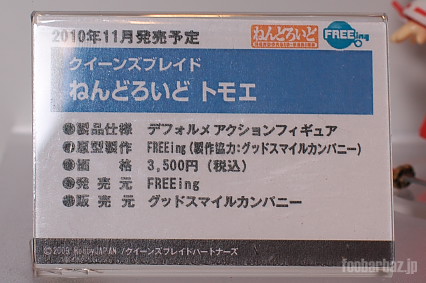 2010年11月発売予定
ねんどろいど
NENDOROID SERIES
FREEing
クイーンズブレイド
ねんどろいど トモエ
●製品仕様 デフォルメアクションフィギュア
●原型製作 FREEing(製作協力:グッドスマイルカンパニー)
●価　　格 3,500円(税込)
●発 売 元 FREEing
●販 売 元 グッドスマイルカンパニー
©2009 HobbyJAPAN/クイーンズブレイドパートナーズ
foobarbaz.jp